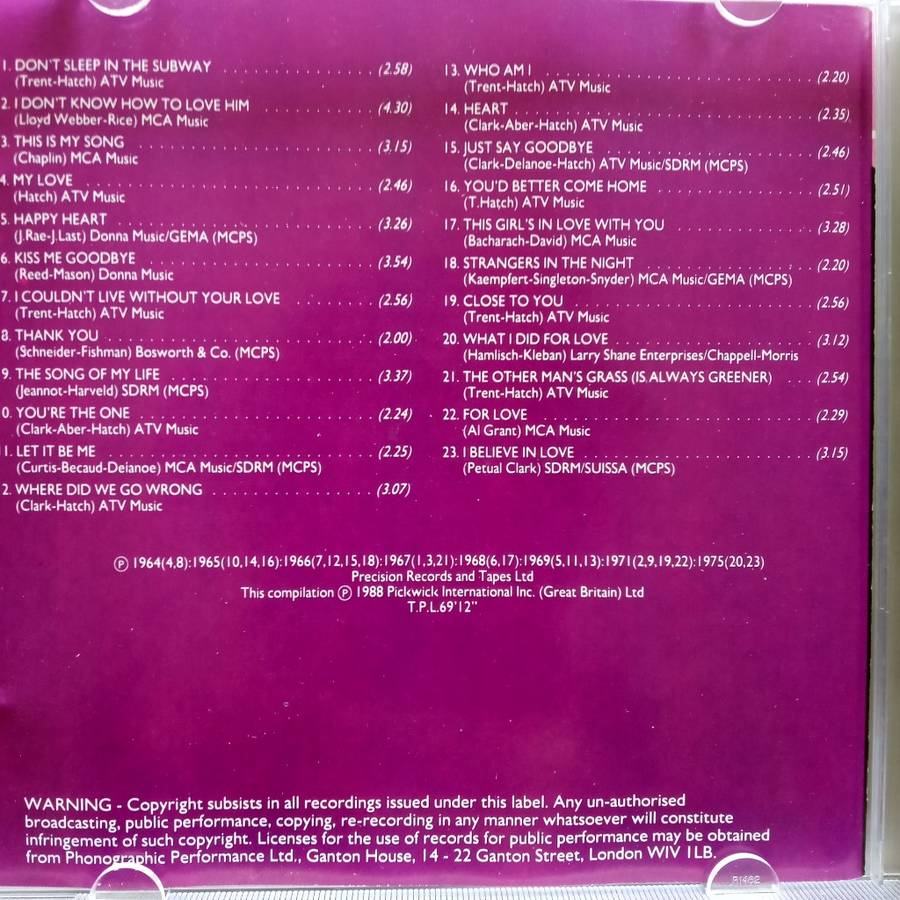 1. DON'T SLEEP IN THE SUBWAY (2.58)
(Trent-Hatch) ATV Music
2. I DON'T KNOW HOW TO LOVE HIM (4.30)
(Lloyd Webber-Rice) MCA Music
3. THIS IS MY SONG (3.15)
(Chaplin) MCA Music
4. MY LOVE (2.46)
(Hatch) ATV Music
5. HAPPY HEART (3.26)
(J.Rae-J.Last) Donna Music/GEMA (MCPS)
6. KISS ME GOODBYE (3.54)
(Reed-Mason) Donna Music
7. I COULDN'T LIVE WITHOUT YOUR LOVE (2.56)
(Trent-Hatch) ATV Music
8. THANK YOU (2.00)
(Schneider-Fishman) Bosworth & Co. (MCPS)
9. THE SONG OF MY LIFE (3.37)
(Jeannot-Harveld) SDRM (MCPS)
0. YOU'RE THE ONE (2.24)
(Clark-Aber-Hatch) ATV Music
1. LET IT BE ME (2.25)
(Curtis-Becaud-Deianoe) MCA Music/SDRM (MCPS)
2. WHERE DID WE GO WRONG (3.07)
(Clark-Hatch) ATV Music
13. WHO AM I (2.20)
(Trent-Hatch) ATV Music
14. HEART (2.35)
(Clark-Aber-Hatch) ATV Music
15. JUST SAY GOODBYE (2.46)
(Clark-Delanoe-Hatch) ATV Music/SDRM (MCPS)
16. YOU'D BETTER COME HOME (2.51)
(T.Hatch) ATV Music
17. THIS GIRL'S IN LOVE WITH YOU (3.28)
(Bacharach-David) MCA Music
18. STRANGERS IN THE NIGHT (2.20)
(Kaempfert-Singleton-Snyder) MCA Music/GEMA (MCPS)
19. CLOSE TO YOU (2.56)
(Trent-Hatch) ATV Music
20. WHAT I DID FOR LOVE (3.12)
(Hamlisch-Kleban) Larry Shane Enterprises/Chappell-Morris
21. THE OTHER MAN'S GRASS (IS ALWAYS GREENER) (2.54)
(Trent-Hatch) ATV Music
22. FOR LOVE (2.29)
(Al Grant) MCA Music
23. I BELIEVE IN LOVE (3.15)
(Petual Clark) SDRM/SUISSA (MCPS)
Ⓟ 1964(4,8):1965(10,14,16):1966(7,12,15,18):1967(1,3,21):1968(6,17):1969(5,11,13):1971(2,9,19,22):1975(20,23)
Precision Records and Tapes Ltd
This compilation Ⓟ 1988 Pickwick International Inc. (Great Britain) Ltd
T.P.L.69'12"
WARNING - Copyright subsists in all recordings issued under this label. Any un-authorised
broadcasting, public performance, copying, re-recording in any manner whatsoever will constitute
infringement of such copyright. Licenses for the use of records for public performance may be obtained
from Phonographic Performance Ltd., Ganton House, 14 - 22 Ganton Street, London WIV 1LB.